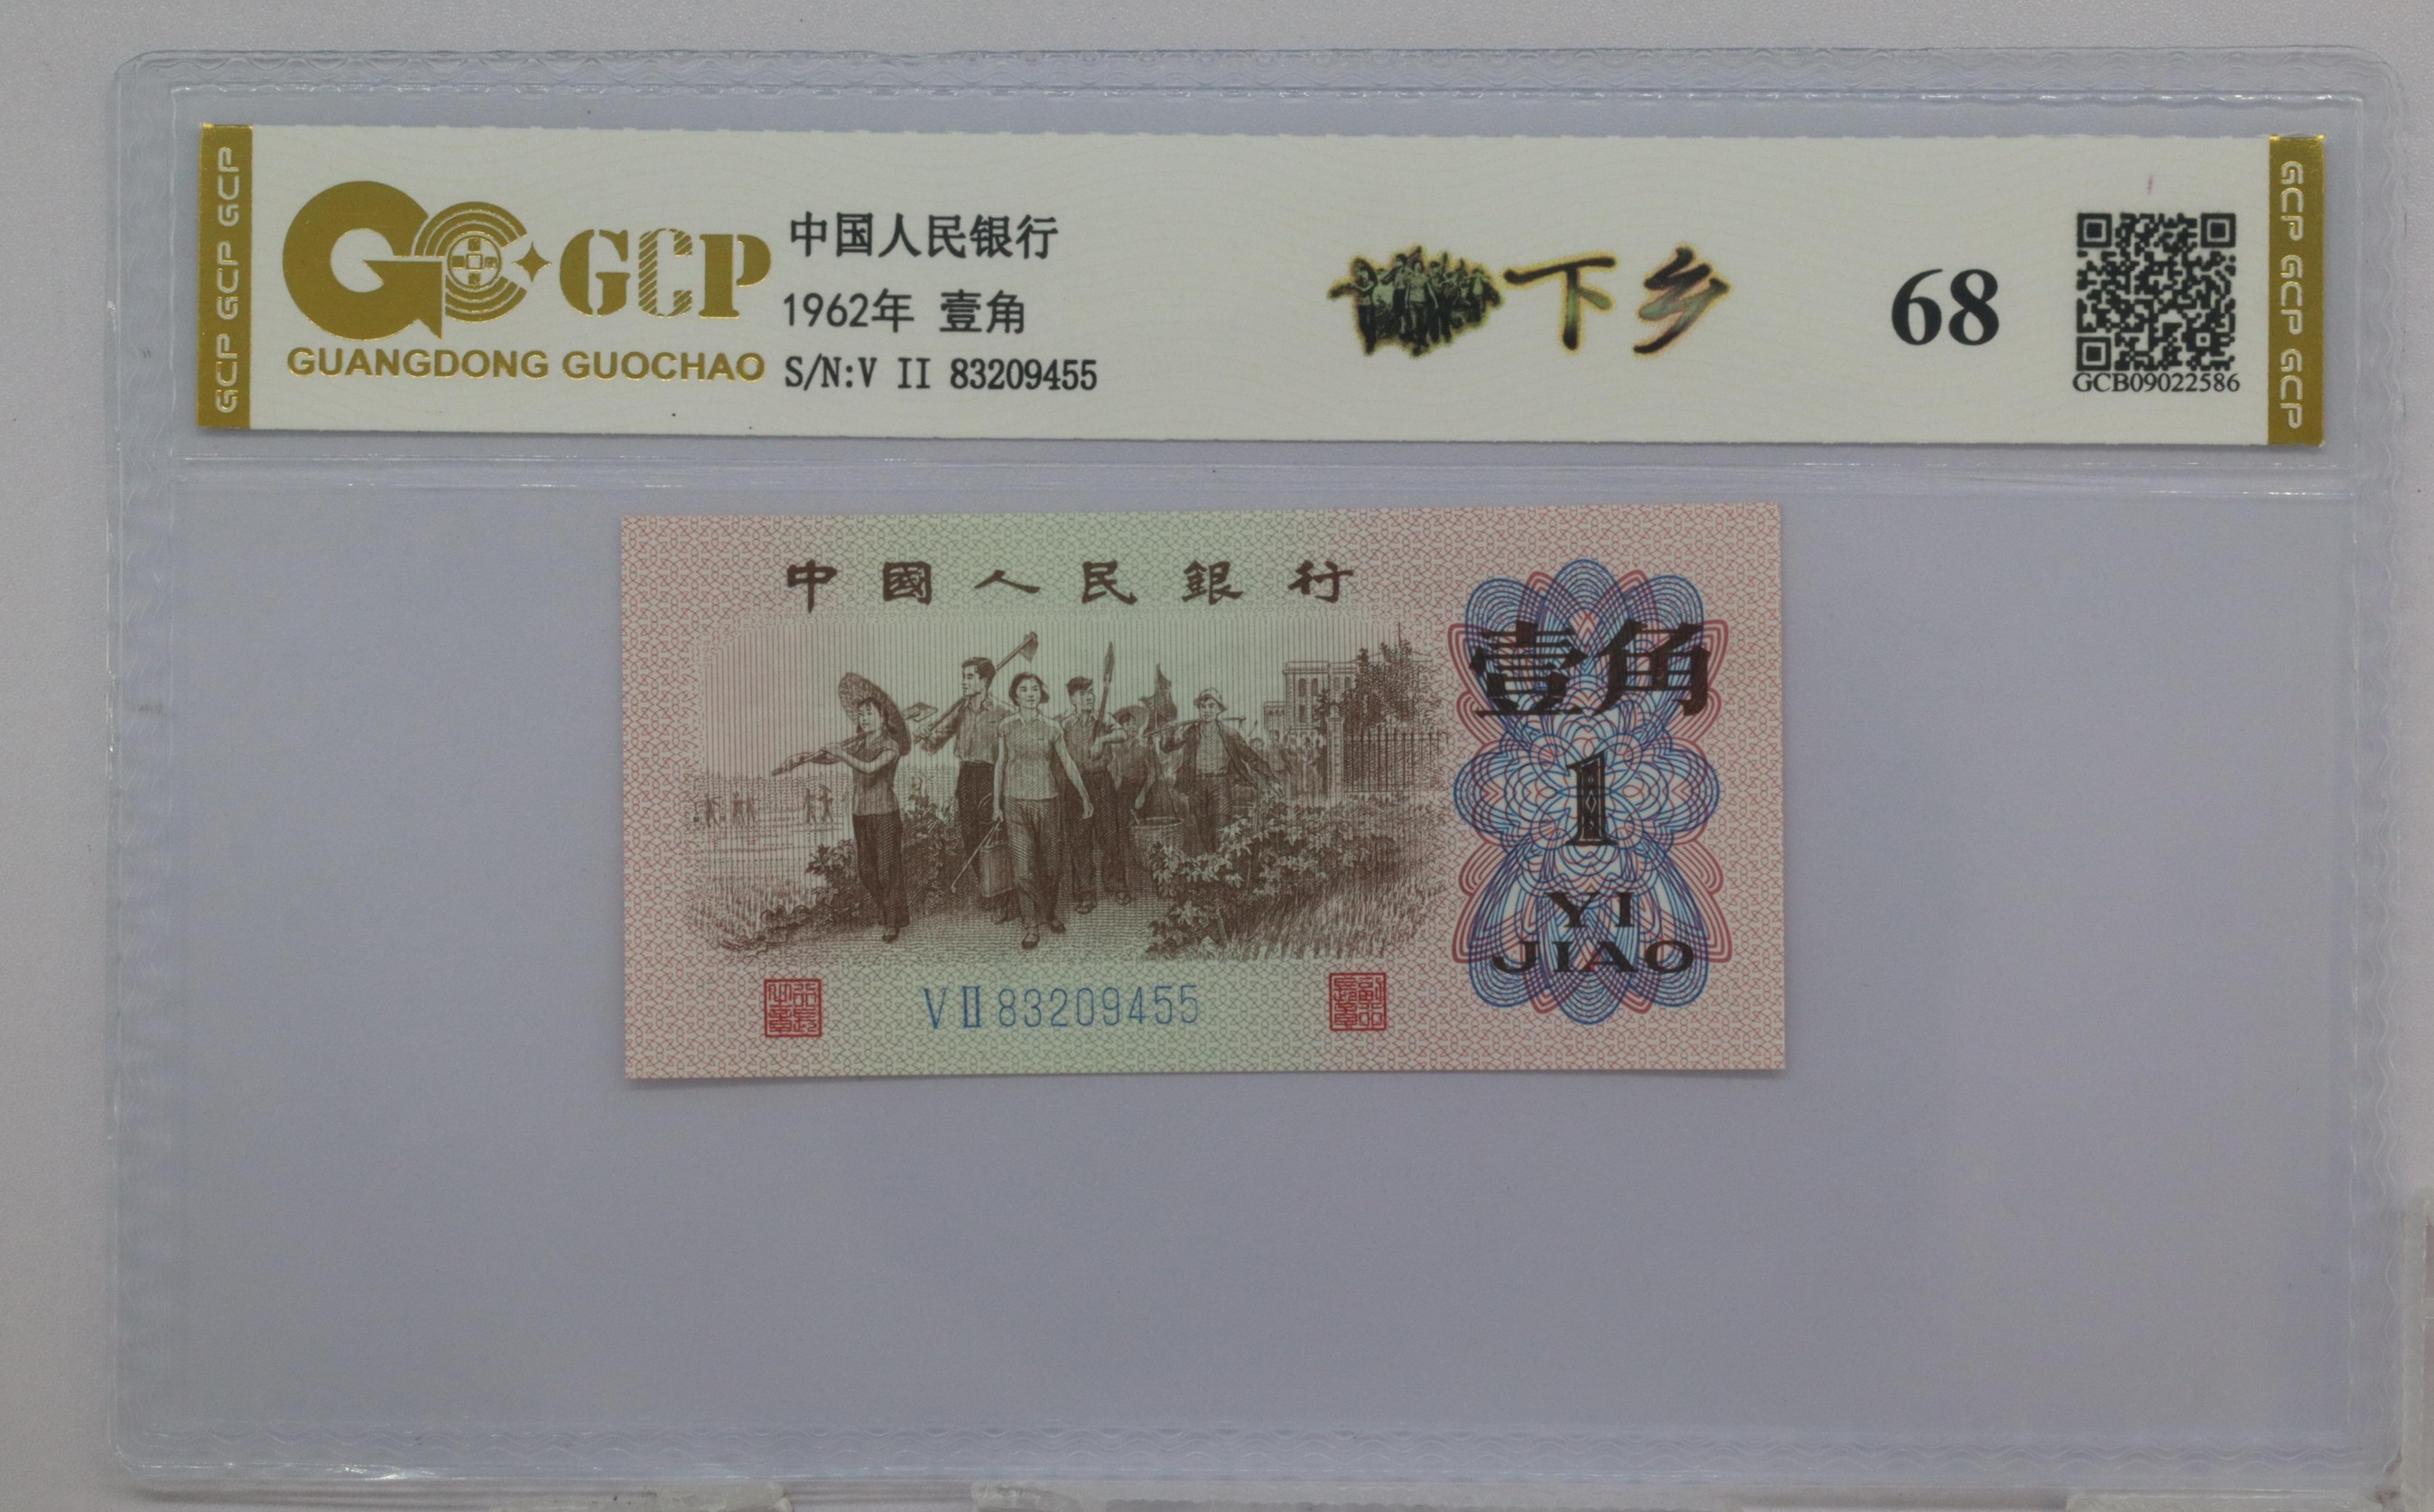 GCP GCP GCP
GCP
GUANGDONG GUOCHAO
中国人民银行
1962年 壹角
S/N:V II 83209455
下乡
68
GCB09022586
GCP GCP GCP
中國人民銀行
壹角
1
YI
JIAO
V II 83209455